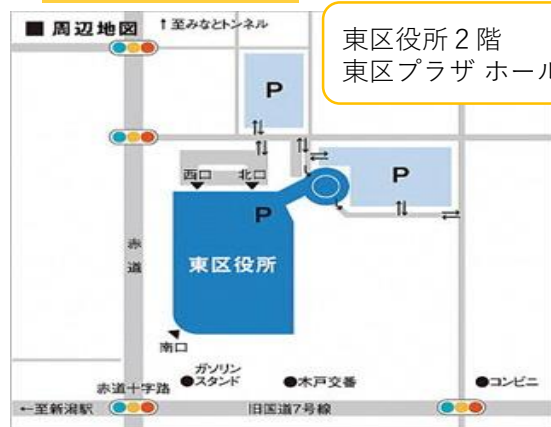 ■ 周辺地図
↑至みなとトンネル
東区役所２階
東区プラザ ホール
P
P
西口
北口
P
東区役所
赤道
南口
ガソリン
●スタンド
●木戸交番
●コンビニ
赤道十字路
←至新潟駅
旧国道7号線